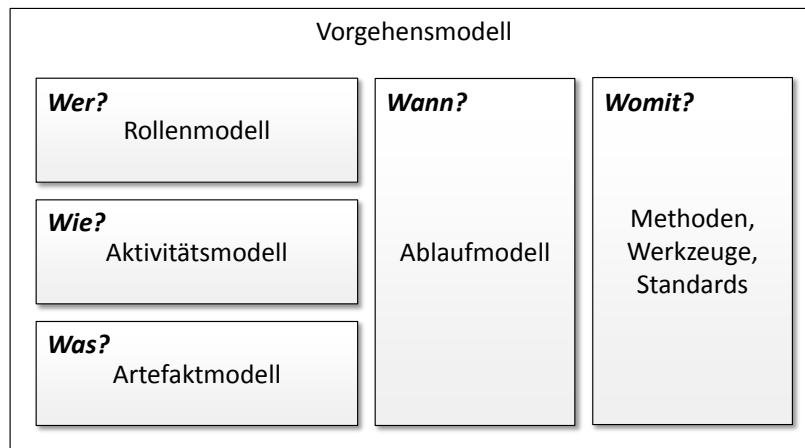 Vorgehensmodell
Wer?
Rollenmodell
Wie?
Aktivitätsmodell
Was?
Artefaktmodell
Wann?
Ablaufmodell
Womit?
Methoden,
Werkzeuge,
Standards